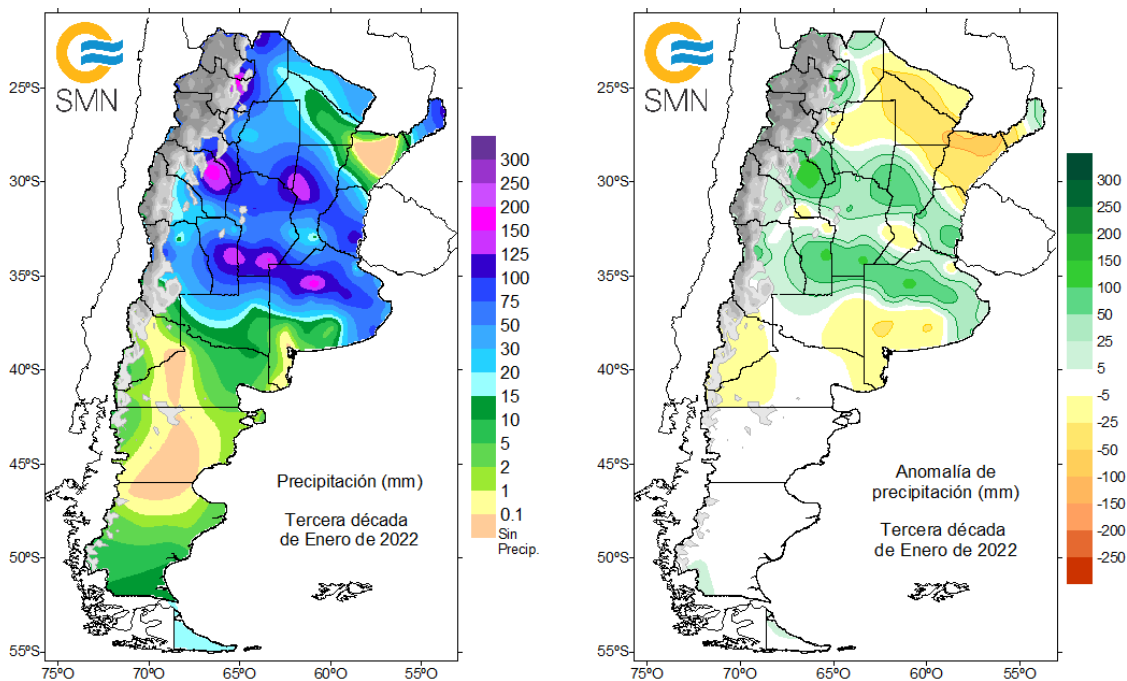 SMN
25ºS
30ºS
35ºS
40ºS
45ºS
50ºS
55ºS
75ºO
70ºO
65ºO
60ºO
55ºO
Precipitación (mm)
Tercera década
de Enero de 2022
300
250
200
150
125
100
75
50
30
20
15
10
5
2
1
0.1
Sin
Precip.
SMN
25ºS
30ºS
35ºS
40ºS
45ºS
50ºS
55ºS
75ºO
70ºO
65ºO
60ºO
55ºO
Anomalía de
precipitación (mm)
Tercera década
de Enero de 2022
300
250
200
150
100
50
25
5
-5
-25
-50
-100
-150
-200
-250